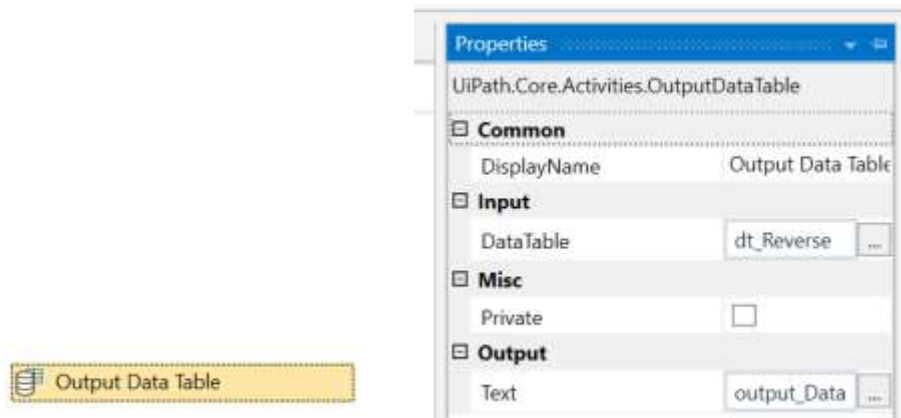 Properties
UiPath.Core.Activities.OutputDataTable
Common
DisplayName Output Data Table
Input
DataTable dt_Reverse ...
Misc
Private
Output
Text output_Data ...
Output Data Table